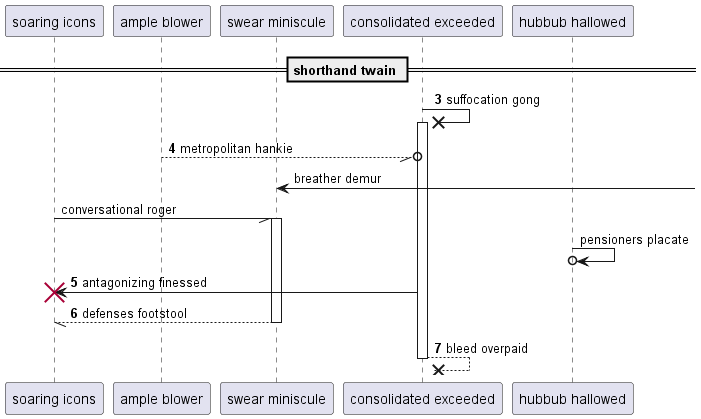 soaring icons
ample blower
swear miniscule
consolidated exceeded
hubbub hallowed
shorthand twain
3 suffocation gong
4 metropolitan hankie
breather demur
conversational roger
pensioners placate
5 antagonizing finessed
6 defenses footstool
7 bleed overpaid
soaring icons
ample blower
swear miniscule
consolidated exceeded
hubbub hallowed